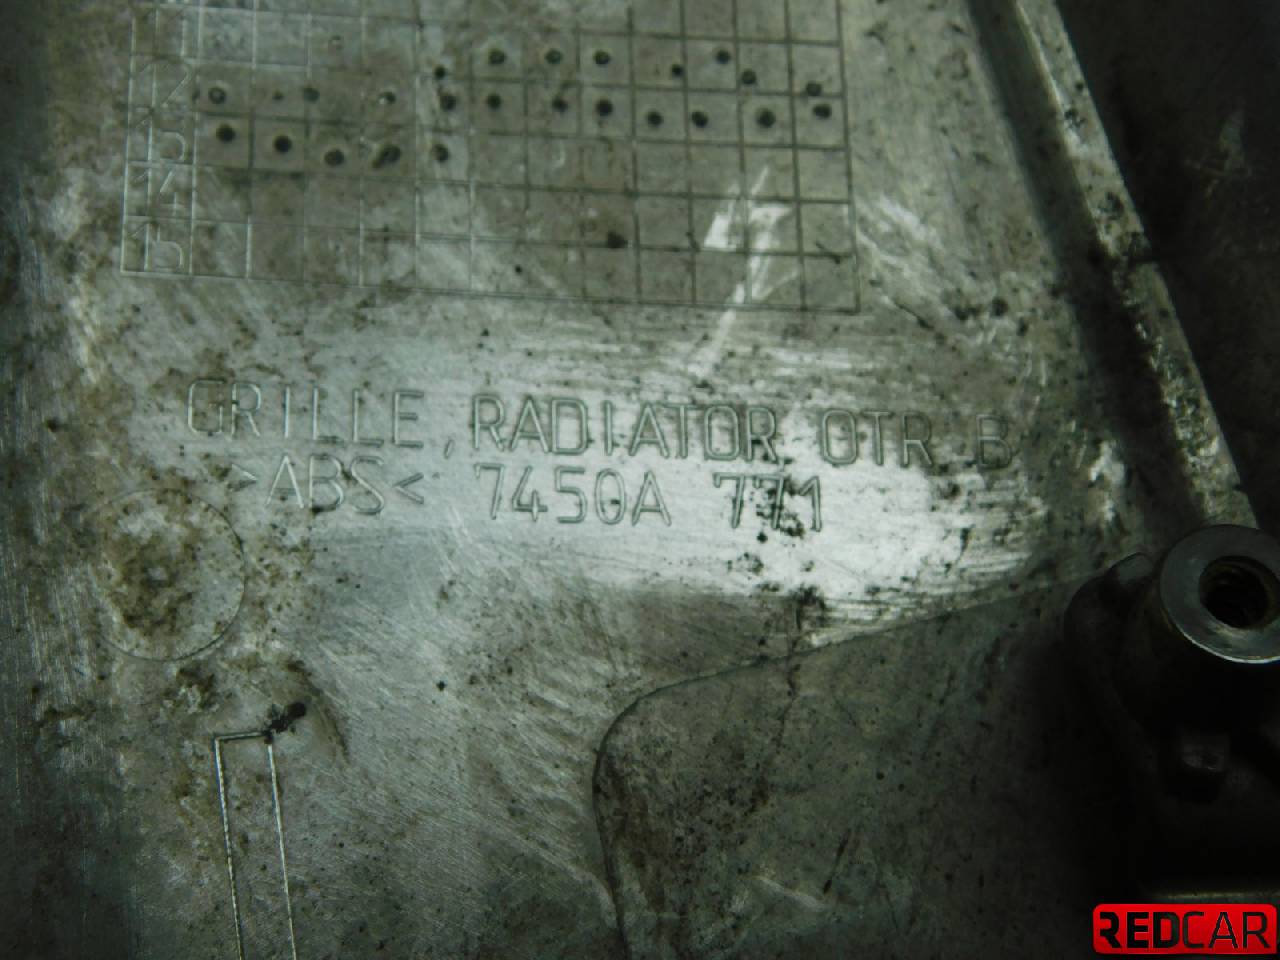 GRILLE, RADIATOR OTR B
>ABS< 7450A 771
REDCAR